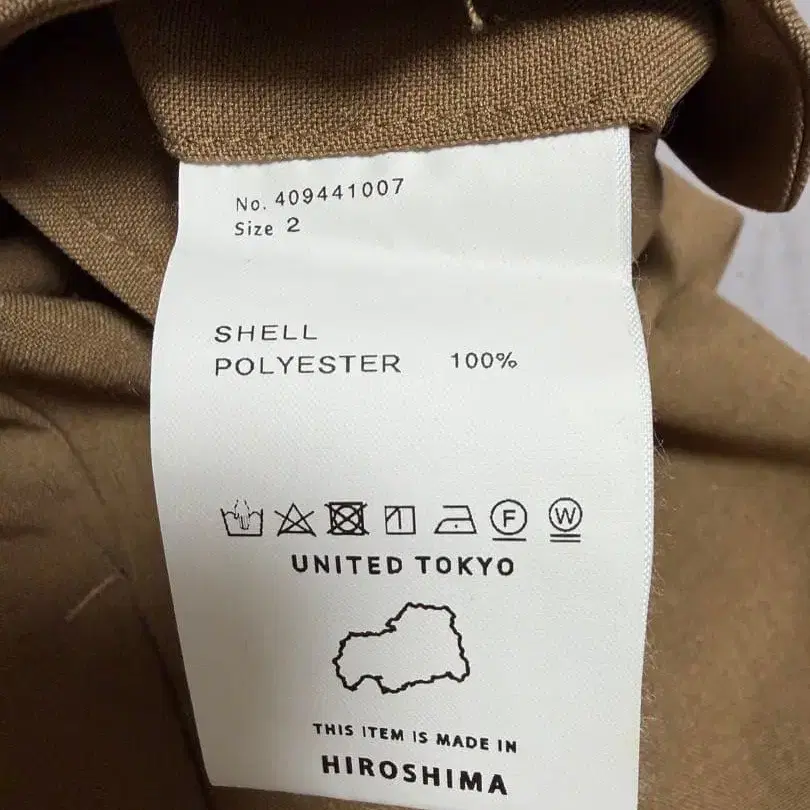 No. 409441007
Size 2
SHELL
POLYESTER 100%
F W
UNITED TOKYO
THIS ITEM IS MADE IN
HIROSHIMA